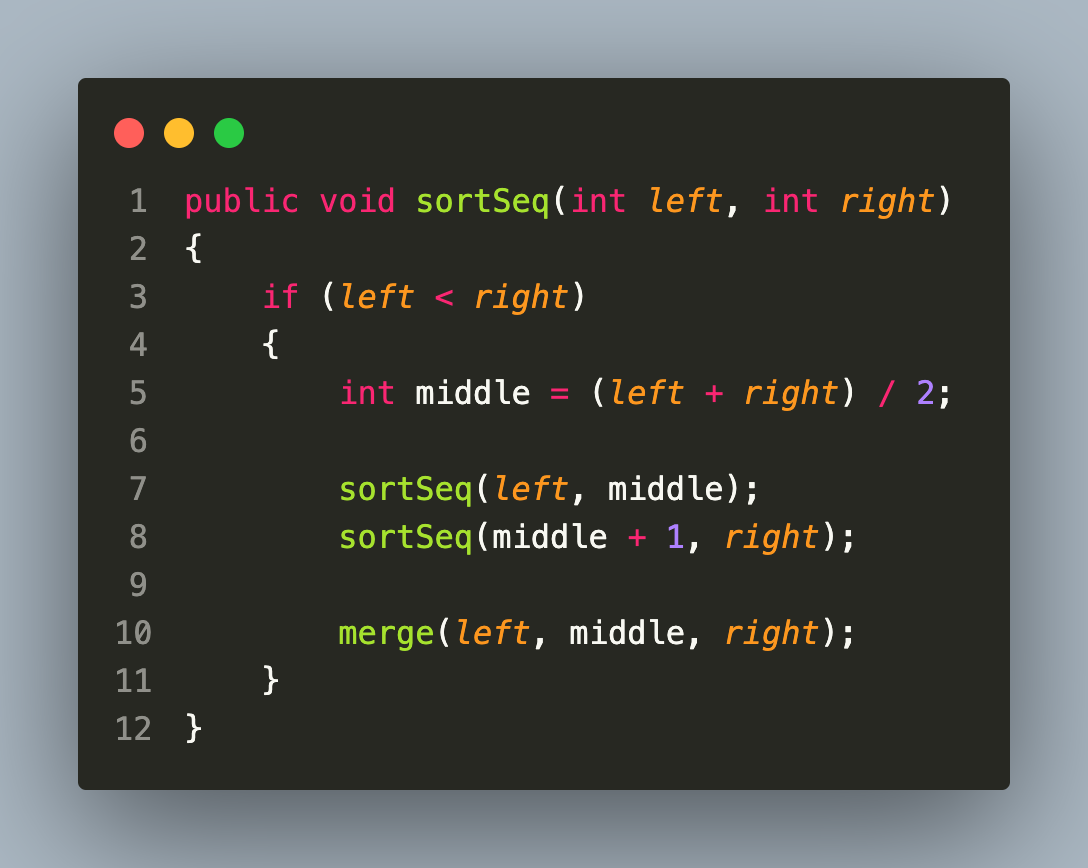 1 public void sortSeq(int left, int right)
2 {
3     if (left < right)
4     {
5         int middle = (left + right) / 2;
6
7         sortSeq(left, middle);
8         sortSeq(middle + 1, right);
9
10         merge(left, middle, right);
11     }
12 }